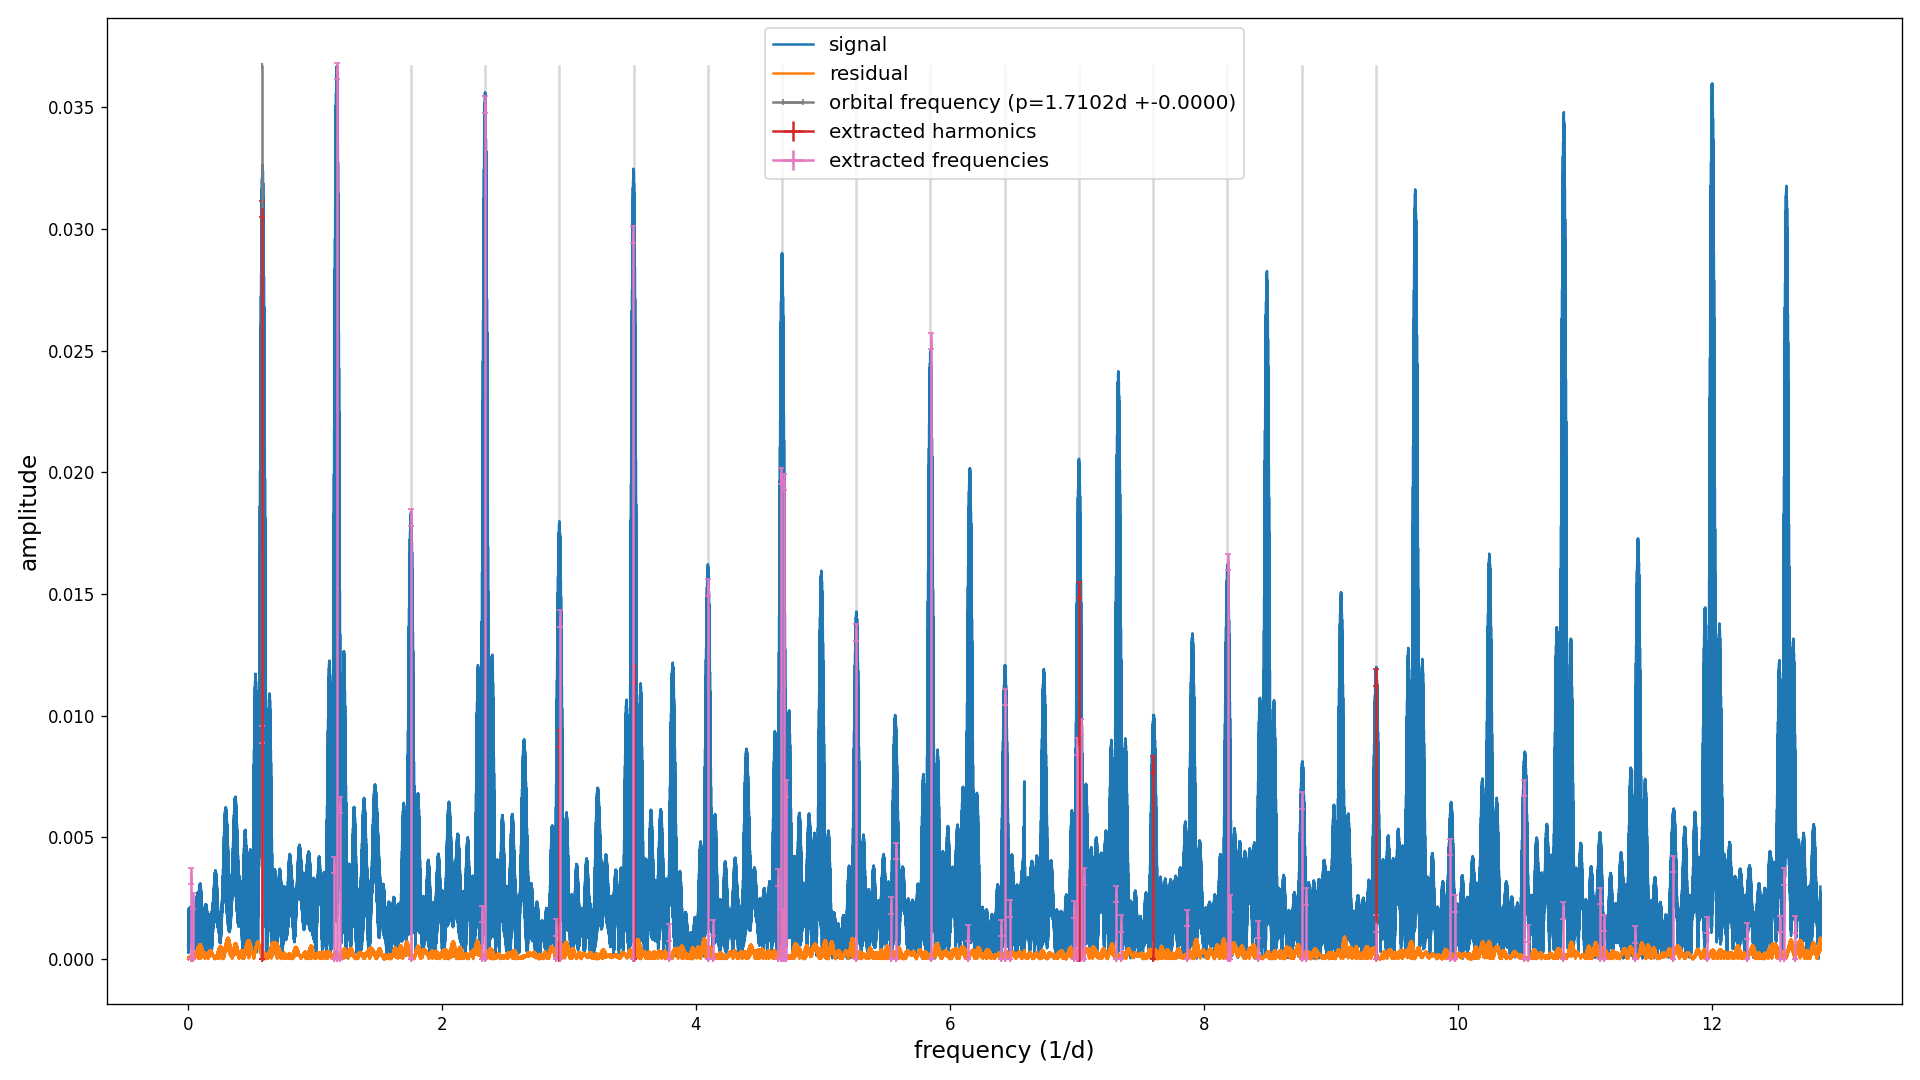 signal
residual
orbital frequency (p=1.7102d +-0.0000)
extracted harmonics
extracted frequencies
amplitude
0.035
0.030
0.025
0.020
0.015
0.010
0.005
0.000
0 2 4 6 8 10 12
frequency (1/d)